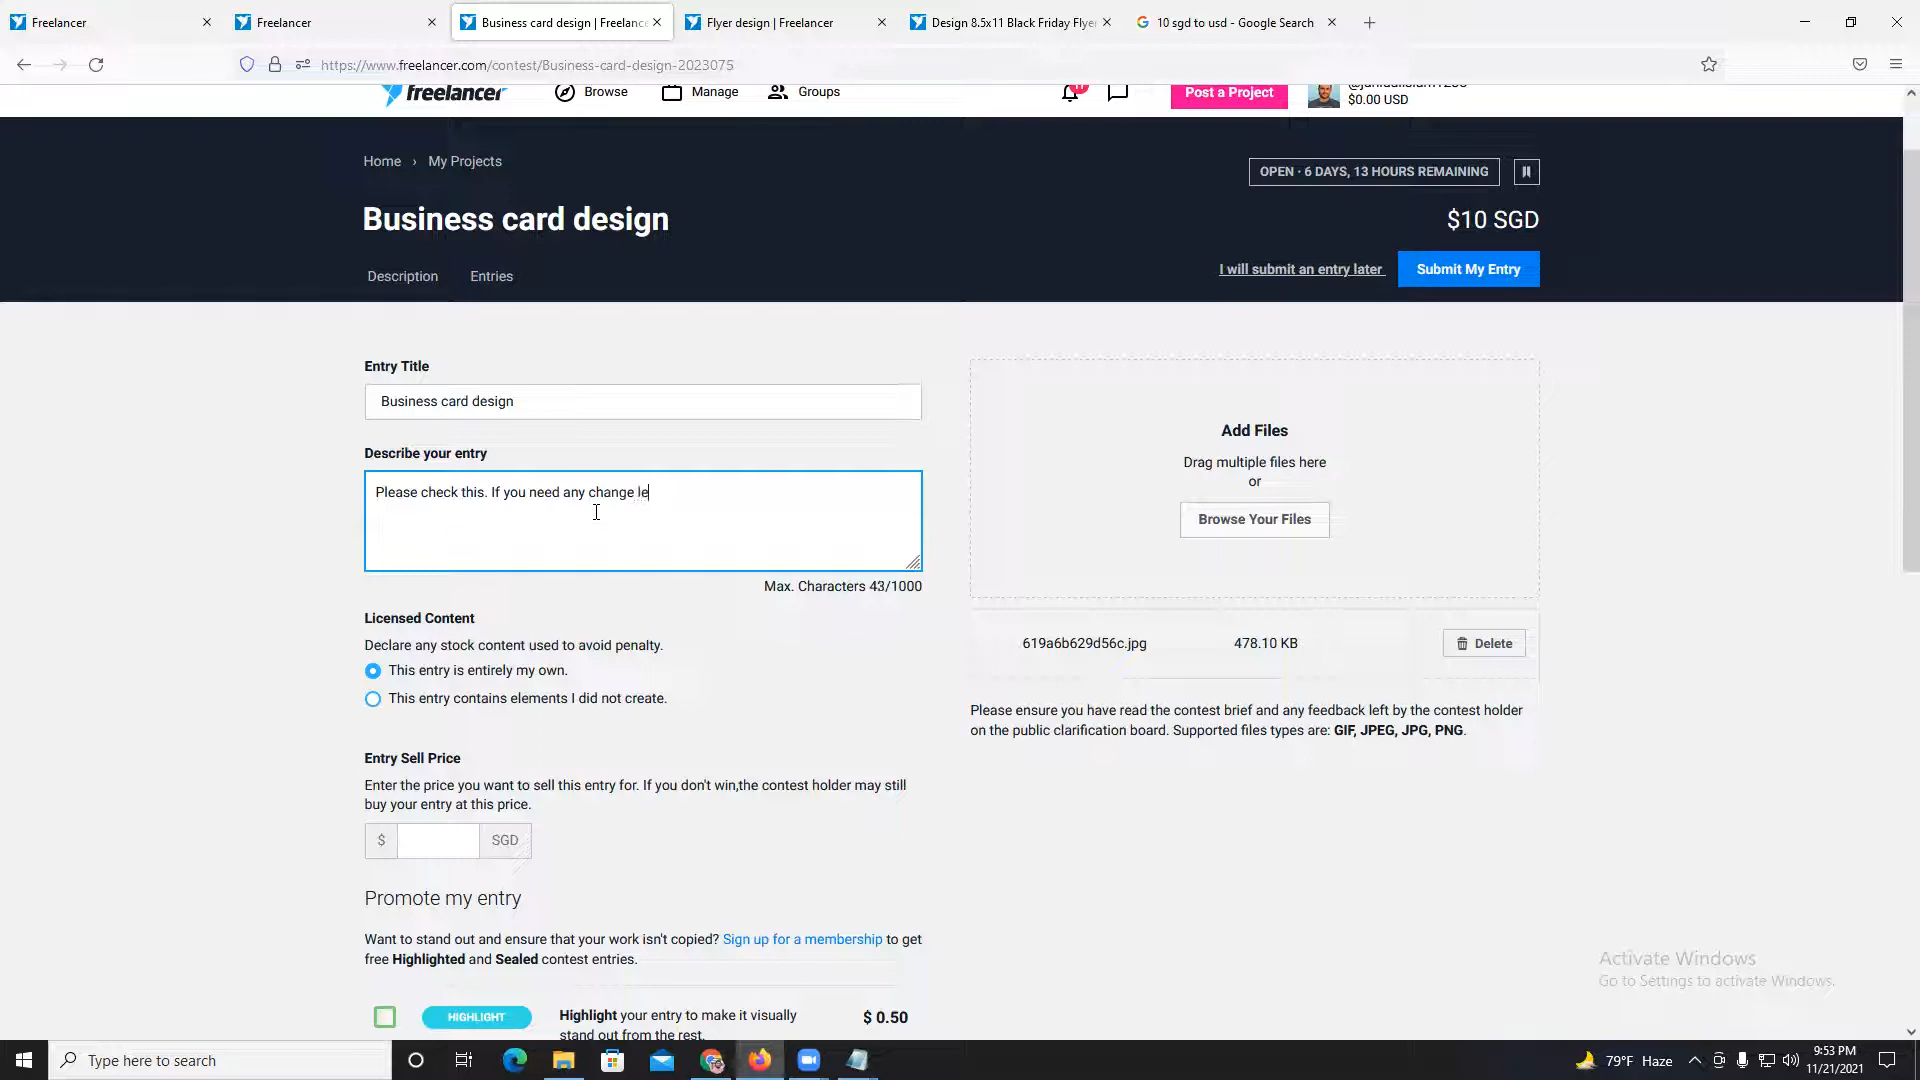 Freelancer
Freelancer
Business card design | Freelance
Flyer design | Freelancer
Design 8.5x11 Black Friday Flye
10 sgd to usd - Google Search
https://www.freelancer.com/contest/Business-card-design-2023075
freelancer
Browse
Manage
Groups
Post a Project
$0.00 USD
Home › My Projects
OPEN · 6 DAYS, 13 HOURS REMAINING
Business card design
$10 SGD
Description
Entries
I will submit an entry later
Submit My Entry
Entry Title
Business card design
Describe your entry
Please check this. If you need any change le
Max. Characters 43/1000
Add Files
Drag multiple files here
or
Browse Your Files
619a6b629d56c.jpg
478.10 KB
Delete
Please ensure you have read the contest brief and any feedback left by the contest holder
on the public clarification board. Supported files types are: GIF, JPEG, JPG, PNG.
Licensed Content
Declare any stock content used to avoid penalty.
This entry is entirely my own.
This entry contains elements I did not create.
Entry Sell Price
Enter the price you want to sell this entry for. If you don't win,the contest holder may still
buy your entry at this price.
$
SGD
Promote my entry
Want to stand out and ensure that your work isn't copied? Sign up for a membership to get
free Highlighted and Sealed contest entries.
HIGHLIGHT
Highlight your entry to make it visually
stand out from the rest.
$ 0.50
Activate Windows
Go to Settings to activate Windows.
Type here to search
79°F Haze
9:53 PM
11/21/2021